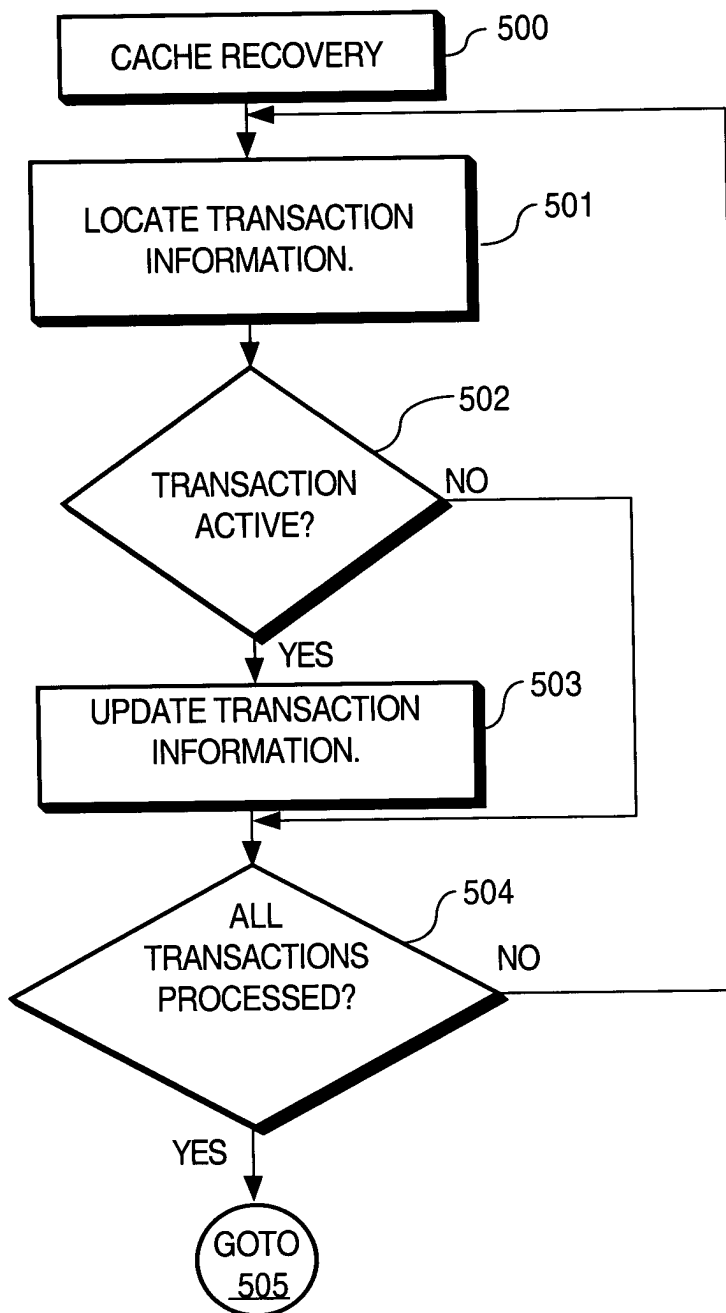 CACHE RECOVERY
500
LOCATE TRANSACTION
INFORMATION.
501
502
TRANSACTION
ACTIVE?
NO
YES
503
UPDATE TRANSACTION
INFORMATION.
504
ALL
TRANSACTIONS
PROCESSED?
NO
YES
GOTO
505